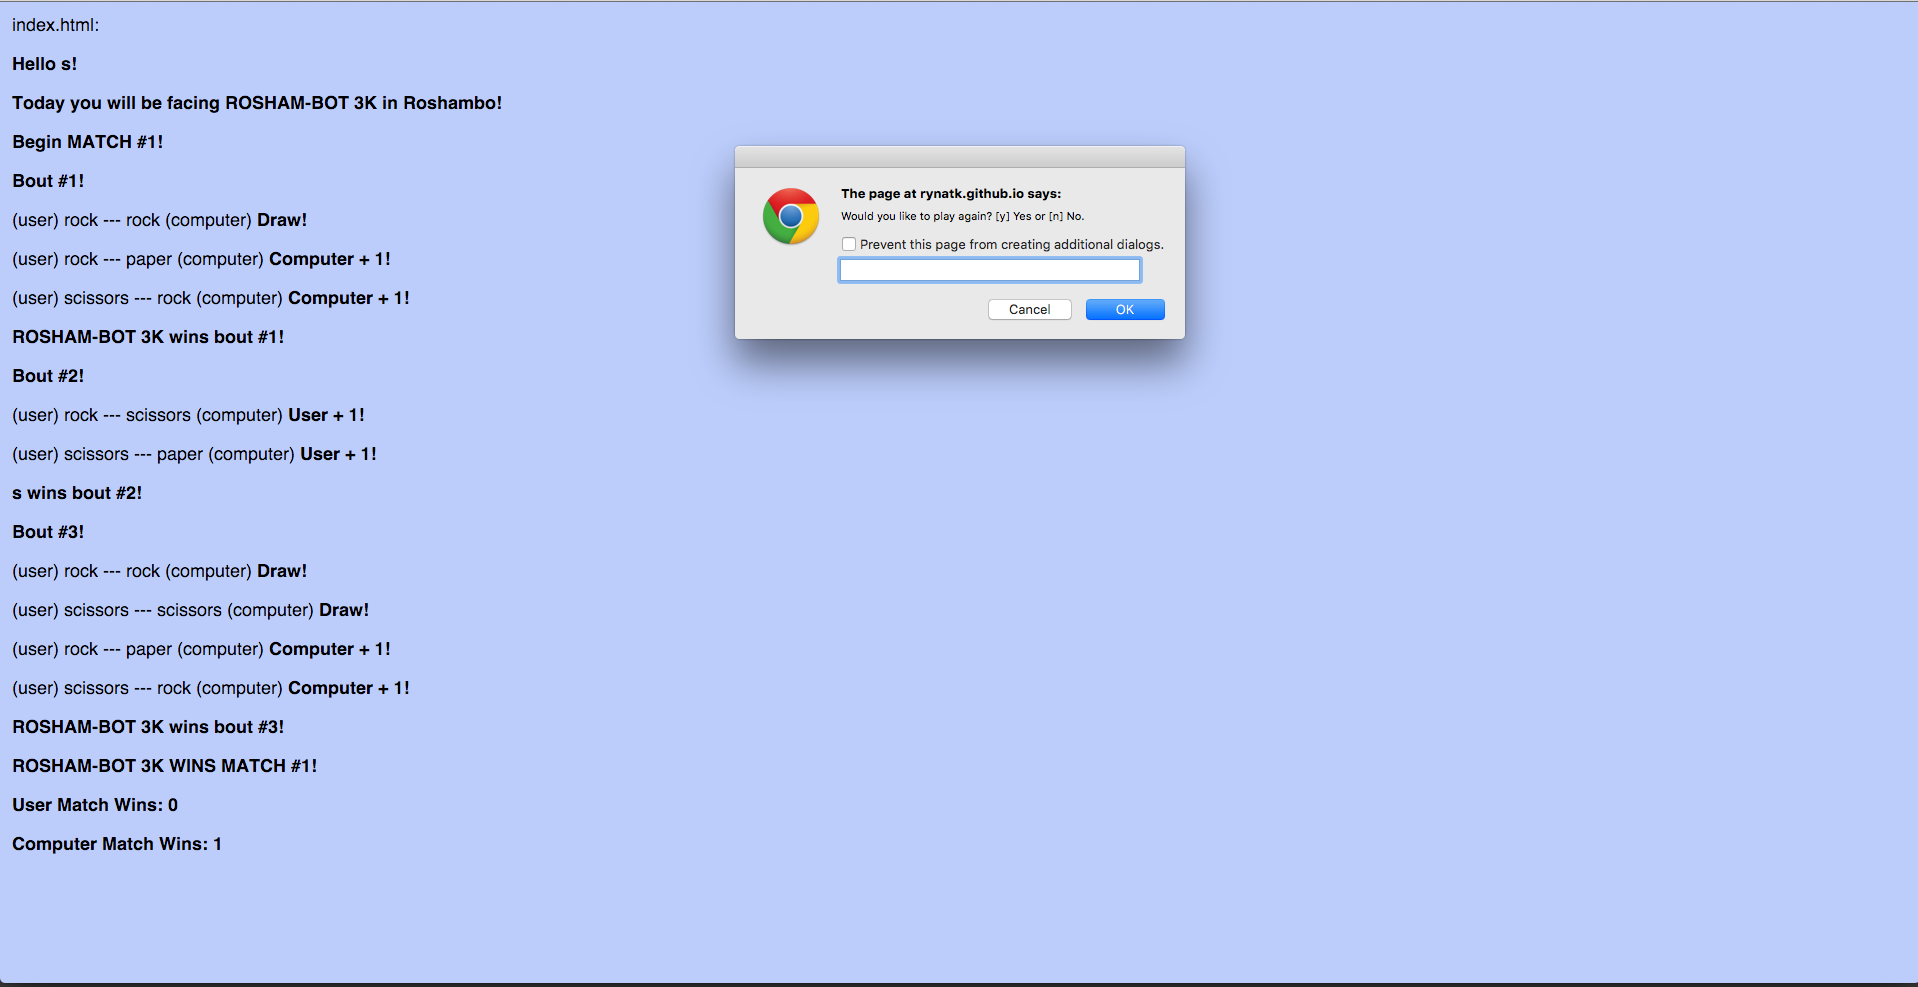 index.html:
Hello s!
Today you will be facing ROSHAM-BOT 3K in Roshambo!
Begin MATCH #1!
Bout #1!
(user) rock --- rock (computer) Draw!
(user) rock --- paper (computer) Computer + 1!
(user) scissors --- rock (computer) Computer + 1!
ROSHAM-BOT 3K wins bout #1!
Bout #2!
(user) rock --- scissors (computer) User + 1!
(user) scissors --- paper (computer) User + 1!
s wins bout #2!
Bout #3!
(user) rock --- rock (computer) Draw!
(user) scissors --- scissors (computer) Draw!
(user) rock --- paper (computer) Computer + 1!
(user) scissors --- rock (computer) Computer + 1!
ROSHAM-BOT 3K wins bout #3!
ROSHAM-BOT 3K WINS MATCH #1!
User Match Wins: 0
Computer Match Wins: 1
The page at rynatk.github.io says:
Would you like to play again? [y] Yes or [n] No.
Prevent this page from creating additional dialogs.
Cancel
OK